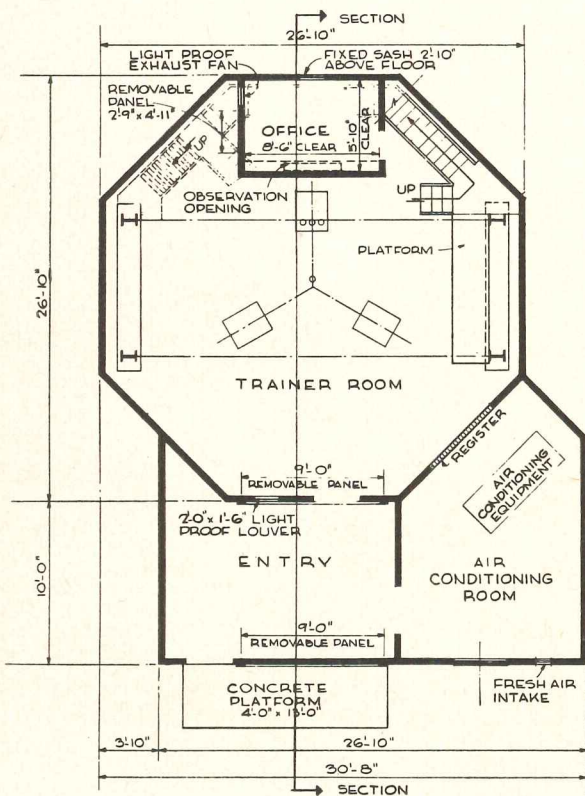 SECTION
26'-10"
LIGHT PROOF
EXHAUST FAN
FIXED SASH 2'-10"
ABOVE FLOOR
REMOVABLE
PANEL
2'-9" x 4'-11"
OFFICE
8'-6" CLEAR
5'-10"
CLEAR
UP
OBSERVATION
OPENING
UP
PLATFORM
26'-10"
TRAINER ROOM
REGISTER
9'-0"
REMOVABLE PANEL
2'-0" x 1'-6" LIGHT
PROOF LOUVER
AIR
CONDITIONING
EQUIPMENT
10'-0"
ENTRY
AIR
CONDITIONING
ROOM
9'-0"
REMOVABLE PANEL
CONCRETE
PLATFORM
4'-0" x 13'-0"
FRESH AIR
INTAKE
3'-10"
26'-10"
30'-8"
SECTION